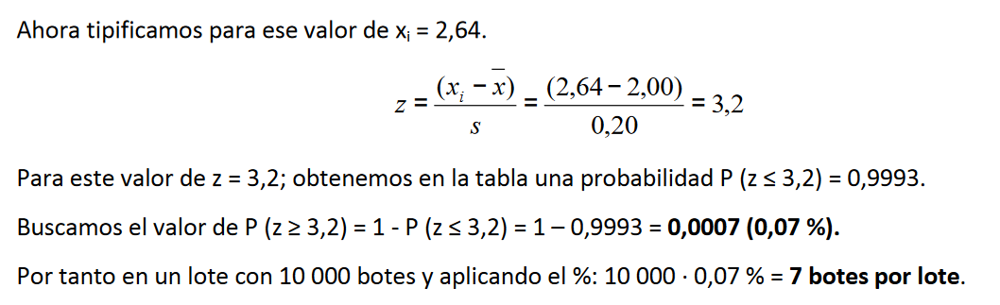 Ahora tipificamos para ese valor de xᵢ = 2,64.
z = (xᵢ − x̄) / s = (2,64 − 2,00) / 0,20 = 3,2
Para este valor de z = 3,2; obtenemos en la tabla una probabilidad P (z ≤ 3,2) = 0,9993.
Buscamos el valor de P (z ≥ 3,2) = 1 - P (z ≤ 3,2) = 1 – 0,9993 = 0,0007 (0,07 %).
Por tanto en un lote con 10 000 botes y aplicando el %: 10 000 · 0,07 % = 7 botes por lote.